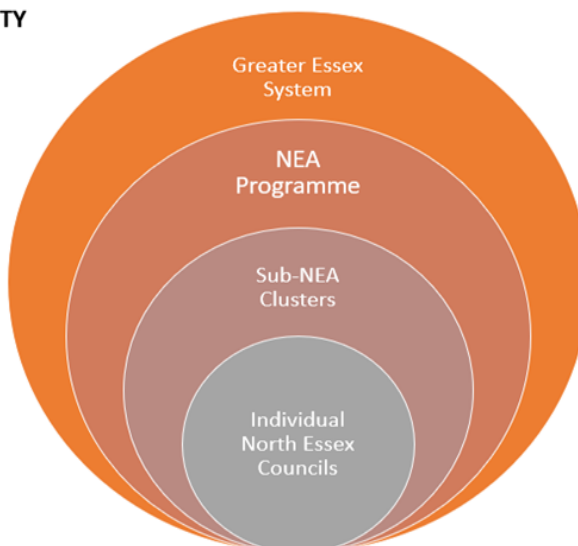 TY
Greater Essex
System
NEA
Programme
Sub-NEA
Clusters
Individual
North Essex
Councils